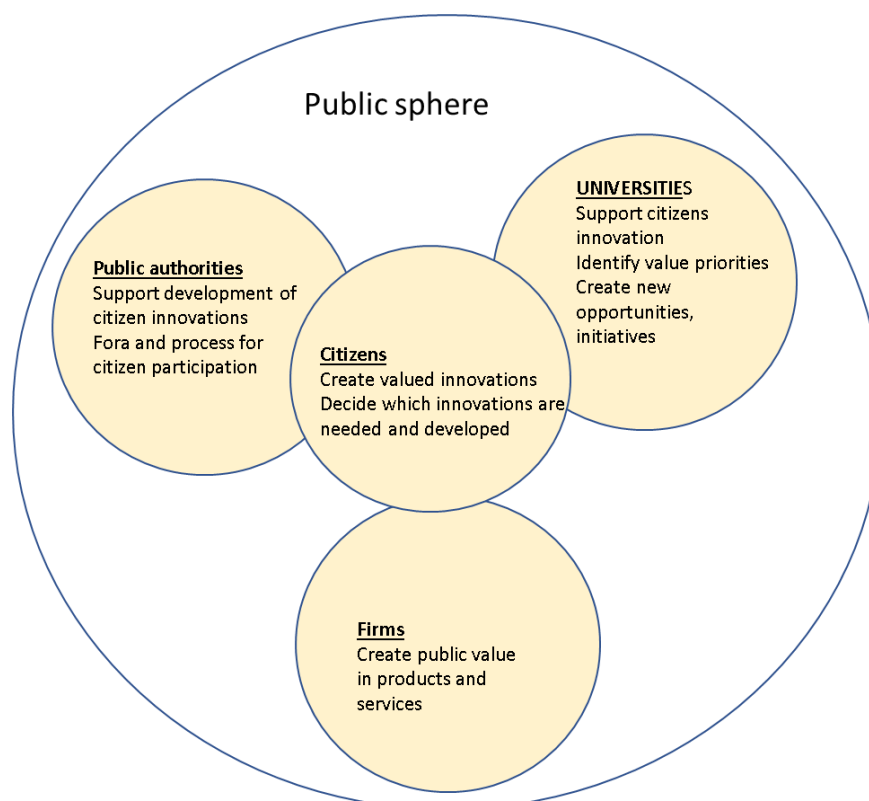 Public sphere
Public authorities
Support development of
citizen innovations
Fora and process for
citizen participation
UNIVERSITIES
Support citizens
innovation
Identify value priorities
Create new
opportunities,
initiatives
Citizens
Create valued innovations
Decide which innovations are
needed and developed
Firms
Create public value
in products and
services